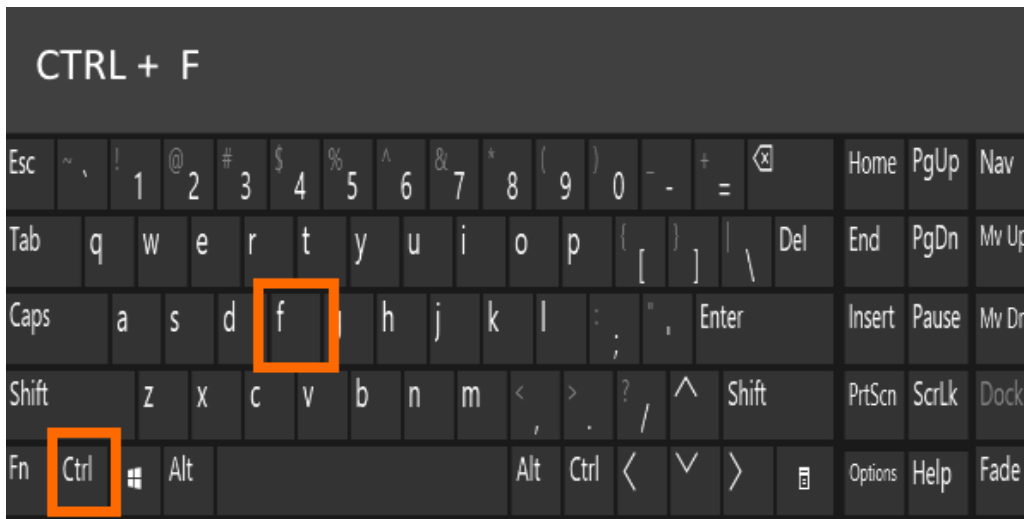 CTRL + F
Esc ~ ` ! 1 @ 2 # 3 $ 4 % 5 ^ 6 & 7 * 8 ( 9 ) 0 _ - + = Home PgUp Nav
Tab q w e r t y u i o p { [ } ] | \ Del End PgDn Mv Up
Caps a s d f h j k l : ; " ' Enter Insert Pause Mv Dn
Shift z x c v b n m < , > . ? / Shift PrtScn ScrLk Dock
Fn Ctrl Alt Alt Ctrl Options Help Fade